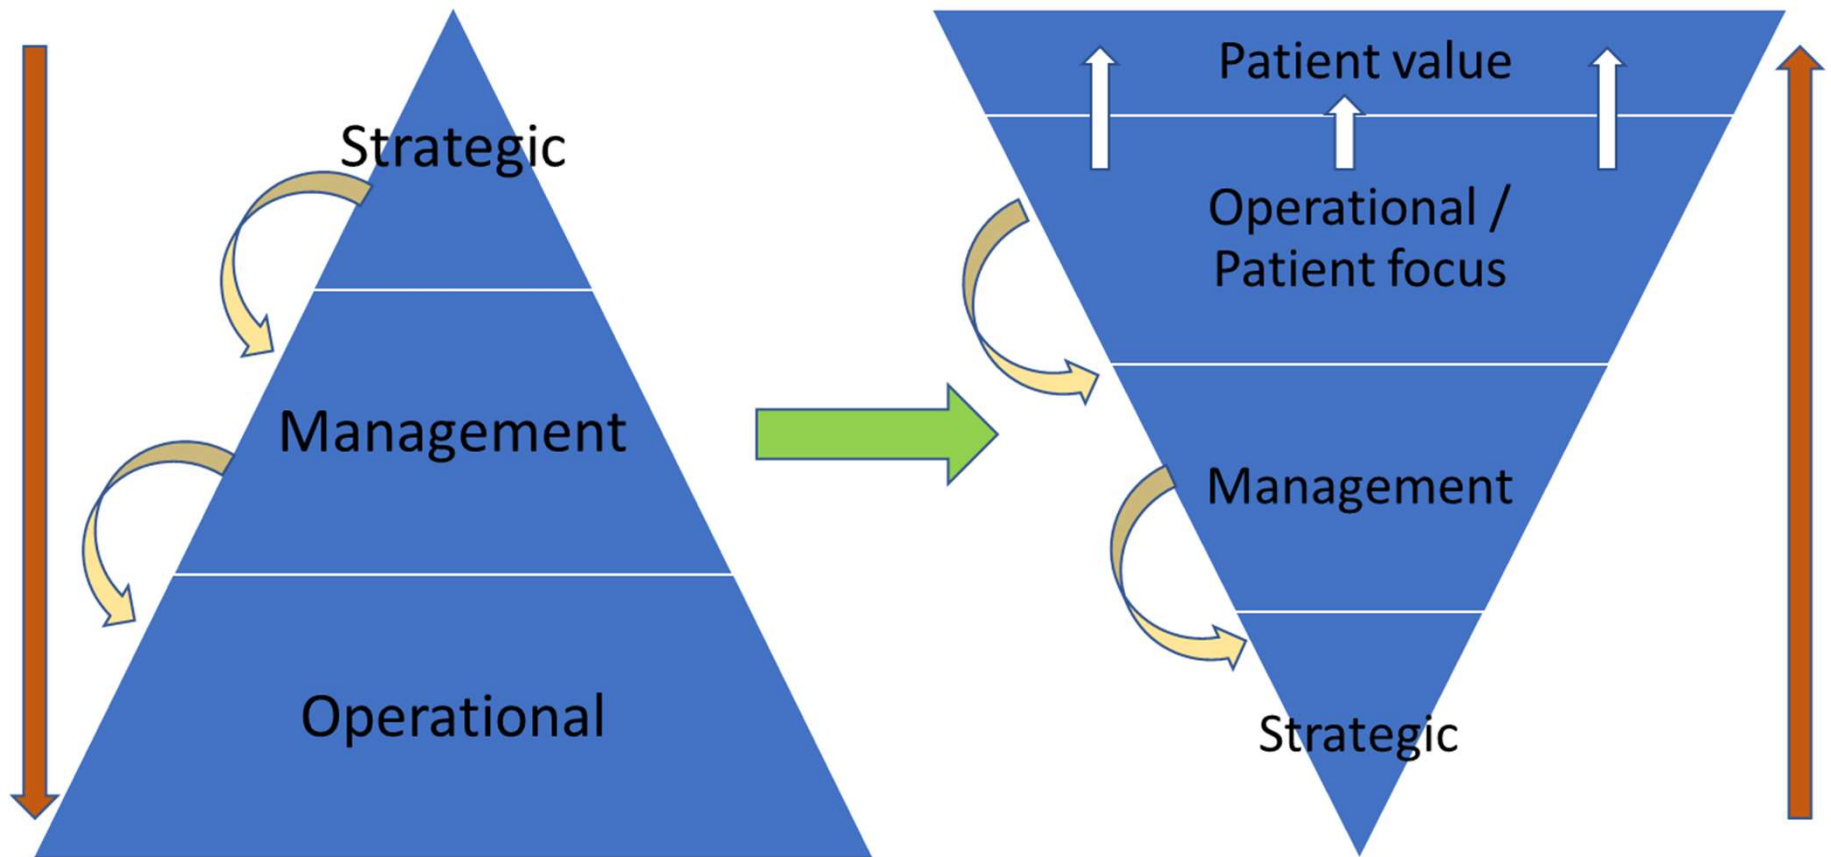 Strategic
Management
Operational
Patient value
Operational /
Patient focus
Management
Strategic